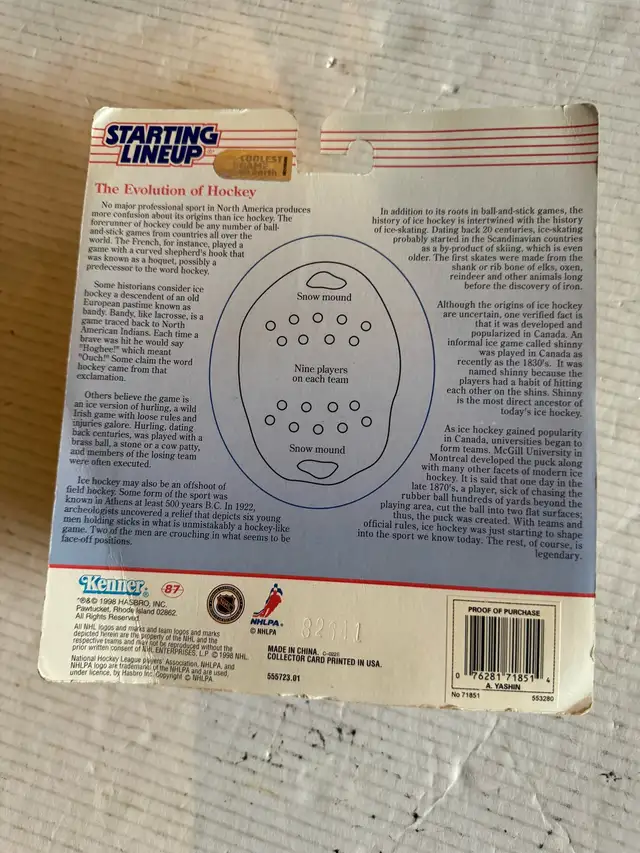 STARTING
LINEUP
COOLEST
GAME
on earth
The Evolution of Hockey
No major professional sport in North America produces
more confusion about its origins than ice hockey. The
forerunner of hockey could any number of ball-
and-stick games from countries all over the
world. The French, for instance, played a
game with a curved shepherd's hook that
was known as a hoquet, possibly a
predecessor to the word hockey.
Some historians consider ice
hockey a descendent of an old
European pastime known as
bandy. Bandy, like lacrosse, is a
game traced back to North
American Indians. Each time a
brave was hit he would say
"Hoghee!" which meant
"Ouch!" Some claim the word
hockey came from that
exclamation.
Others believe the game is
an ice version of hurling, a wild
Irish game with loose rules and
injuries galore. Hurling, dating
back centuries, was played with a
brass ball, a stone or a cow patty,
and members of the losing team
were often executed.
Ice hockey may also be an offshoot of
field hockey. Some form of the sport was
known in Athens at least 500 years B.C. In 1922,
archeologists uncovered a relief that depicts six young
men holding sticks in what is unmistakably a hockey-like
game. Two of the men are crouching in what seems to be
face-off positions.
Snow mound
Nine players
on each team
Snow mound
In addition to its roots in ball-and-stick games, the
history of ice hockey is intertwined with the history
of ice-skating. Dating back 20 centuries, ice-skating
probably started in the Scandinavian countries
as a by-product of skiing, which is even
older. The first skates were made from the
shank or rib bone of elks, oxen,
reindeer and other animals long
before the discovery of iron.
Although the origins of ice hockey
are uncertain, one verified fact is
that it was developed and
popularized in Canada. An
informal ice game called shinny
was played in Canada as
recently as the 1830's. It was
named shinny because the
players had a habit of hitting
each other on the shins. Shinny
is the most direct ancestor of
today's ice hockey.
As ice hockey gained popularity
in Canada, universities began to
form teams. McGill University in
Montreal developed the puck along
with many other facets of modern ice
hockey. It is said that one day in the
late 1870's, a player, sick of chasing the
rubber ball hundreds of yards beyond the
playing area, cut the ball into two flat surfaces;
thus, the puck was created. With teams and
official rules, ice hockey was just starting to shape
into the sport we know today. The rest, of course, is
legendary.
Kenner®
87
®&© 1998 HASBRO, INC.
Pawtucket, Rhode Island 02862.
All Rights Reserved
All NHL logos and marks and team logos and marks
depicted herein are the property of the NHL and the
respective teams and may not be reproduced without the
prior written consent of NHL ENTERPRISES, L.P. © 1998 NHL.
National Hockey League players' Association, NHLPA, and
NHLPA logo are trademarks of the NHLPA and are used,
under licence, by Hasbro Inc. Copyright © NHLPA
NHL
NHLPA®
© NHLPA
MADE IN CHINA. C-022
COLLECTOR CARD PRINTED IN USA.
555723.01
PROOF OF PURCHASE
0 76281 71851 4
A. YASHIN
No 71851
553280